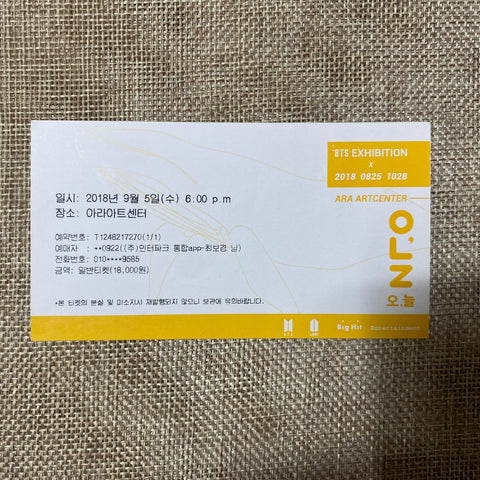 BTS EXHIBITION
x
2018 0825 1028
ARA ARTCENTER
일시: 2018년 9월 5일(수) 6:00 p.m
장소: 아라아트센터
예약번호: T1248217270(1/1)
예매자 : **0922((주)인터파크 통합app-최보경 님)
전화번호: 010****9585
금액: 일반티켓(18,000원)
*본 티켓의 분실 및 미소지시 재발행되지 않으니 보관에 유의바랍니다.
오,늘
BTS
Big Hit Entertainment